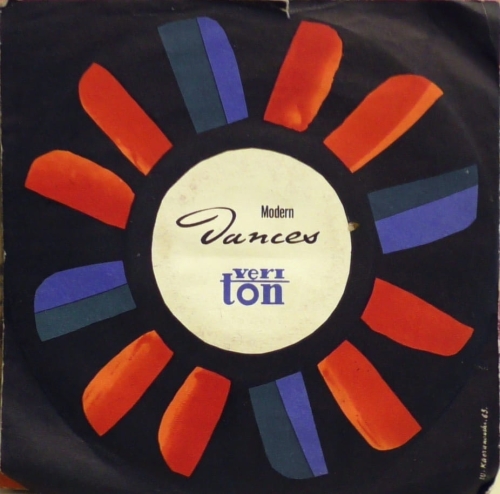 Modern
Dances
veri
ton